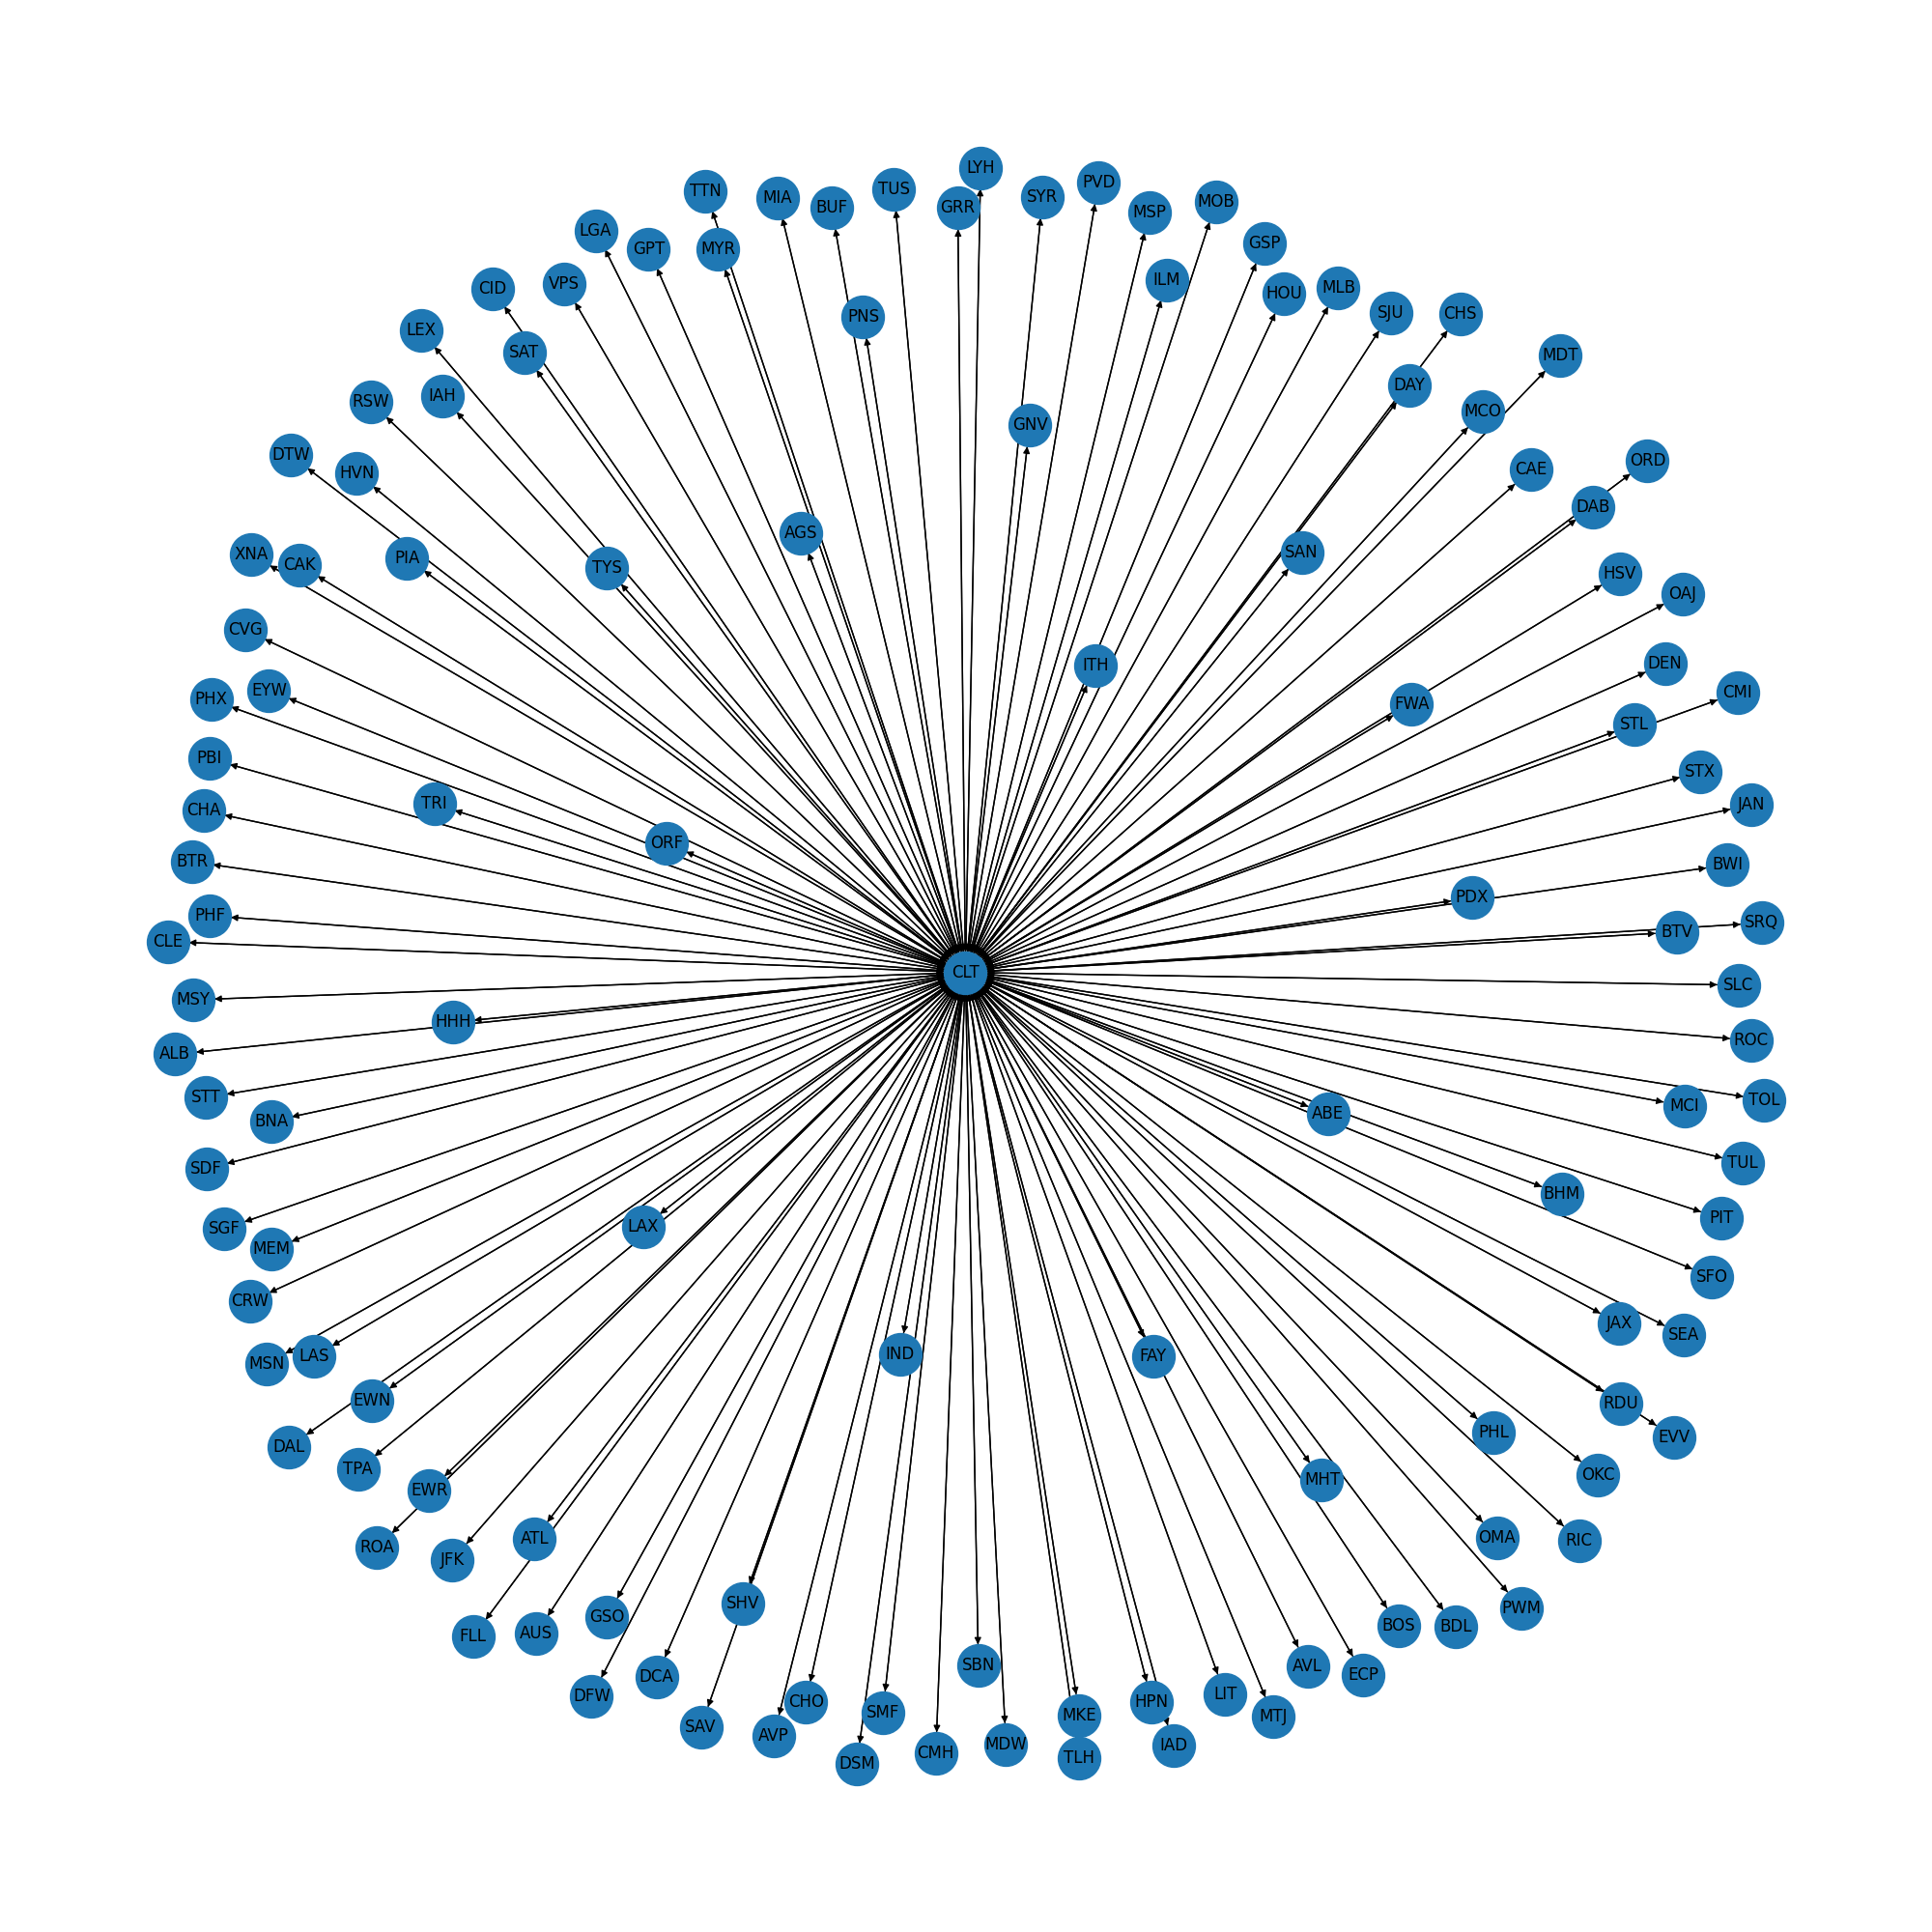 LYH
PVD
TUS
TTN
SYR
MIA
MOB
BUF
GRR
MSP
LGA
GSP
GPT
MYR
ILM
VPS
MLB
CID
HOU
SJU
CHS
PNS
LEX
SAT
MDT
DAY
IAH
RSW
MCO
GNV
DTW
ORD
CAE
HVN
DAB
AGS
SAN
XNA
PIA
CAK
TYS
HSV
OAJ
CVG
DEN
ITH
EYW
CMI
PHX
FWA
STL
PBI
STX
TRI
JAN
CHA
ORF
BTR
BWI
PDX
PHF
SRQ
BTV
CLE
CLT
SLC
MSY
HHH
ROC
ALB
STT
TOL
MCI
ABE
BNA
TUL
SDF
BHM
PIT
LAX
SGF
MEM
SFO
CRW
JAX
SEA
IND
FAY
LAS
MSN
EWN
RDU
PHL
EVV
DAL
TPA
OKC
MHT
EWR
OMA
ATL
RIC
ROA
JFK
SHV
PWM
GSO
BOS
BDL
AUS
FLL
SBN
AVL
ECP
DCA
LIT
DFW
CHO
HPN
SMF
MKE
MTJ
SAV
AVP
MDW
IAD
CMH
TLH
DSM